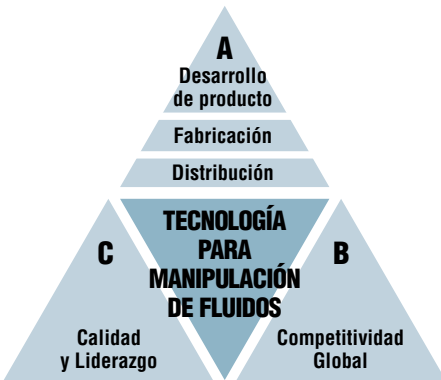 A
Desarrollo
de producto
Fabricación
Distribución
TECNOLOGÍA
PARA
MANIPULACIÓN
DE FLUIDOS
C
Calidad
y Liderazgo
B
Competitividad
Global